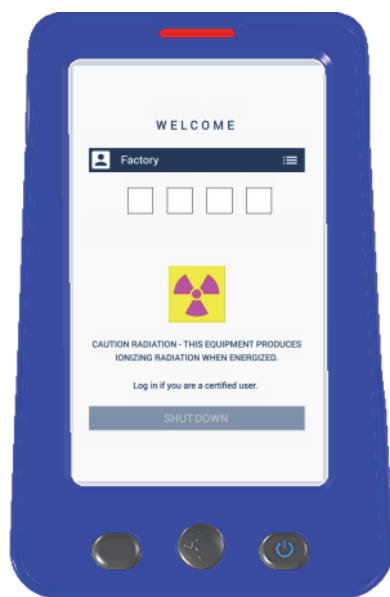 WELCOME
Factory
CAUTION RADIATION - THIS EQUIPMENT PRODUCES
IONIZING RADIATION WHEN ENERGIZED.
Log in if you are a certified user.
SHUT DOWN